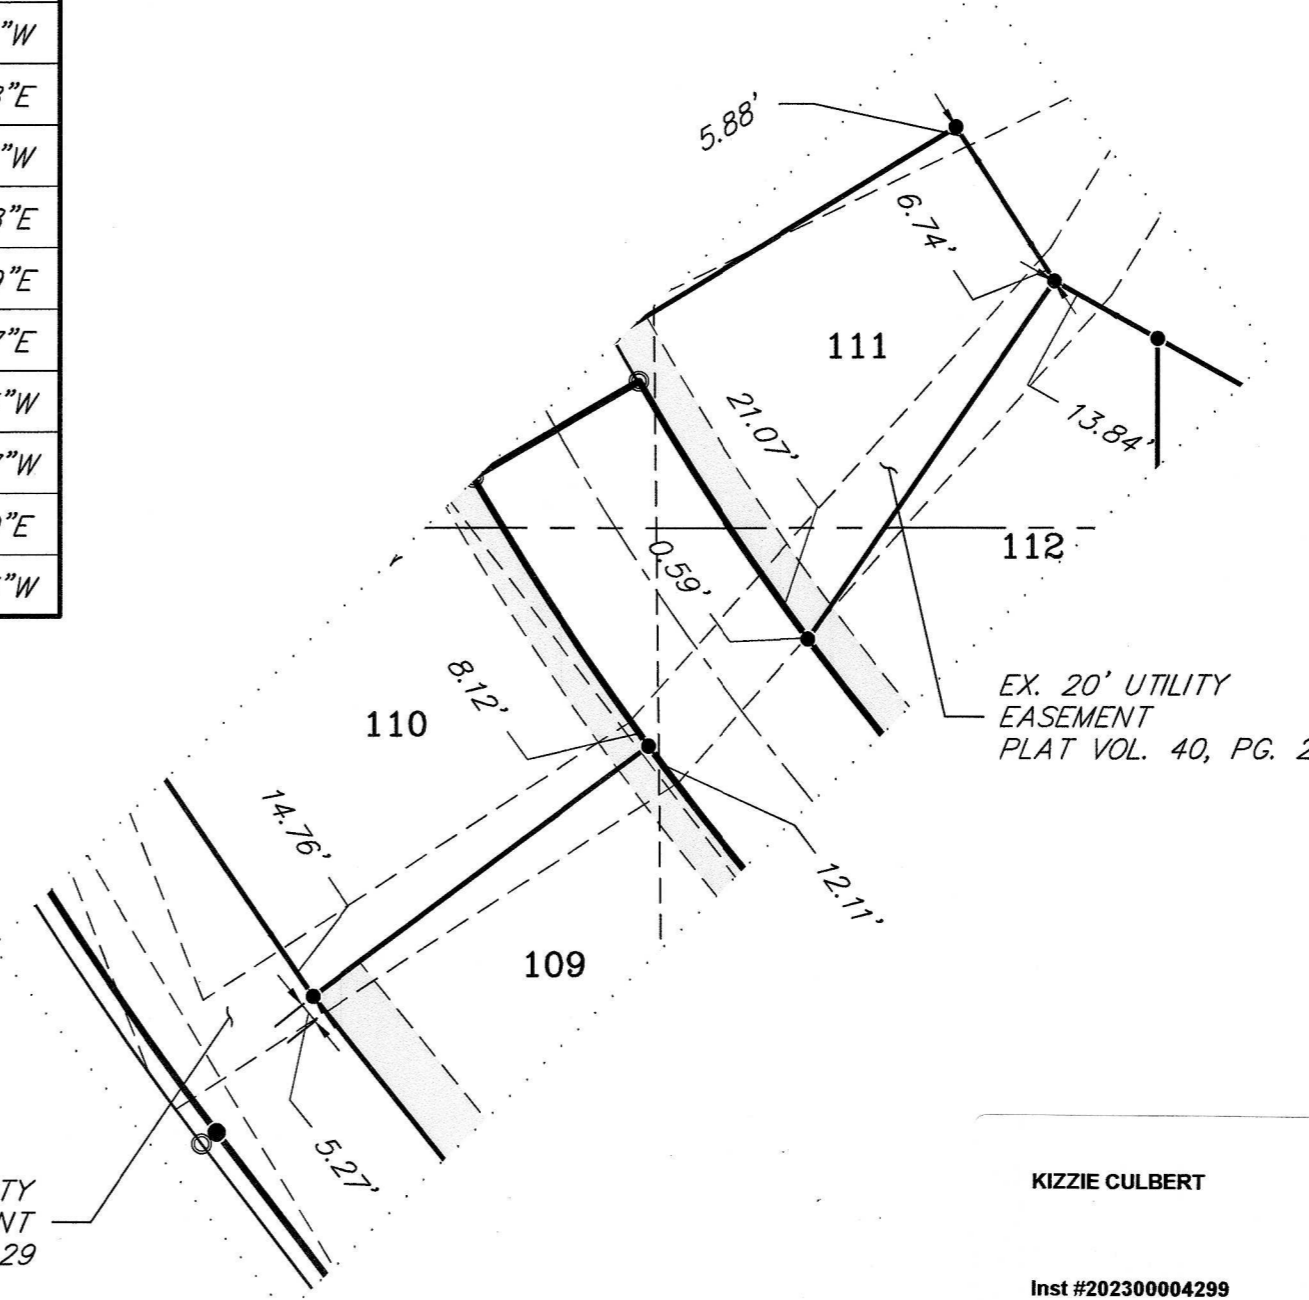 "W
"E
"W
"E
"E
"E
"W
"W
"E
"W
5.88'
6.74'
111
21.07'
13.84'
0.59'
112
8.12'
110
EX. 20' UTILITY
EASEMENT
PLAT VOL. 40, PG. 2
14.76'
12.11'
109
5.27'
TY
NT
29
KIZZIE CULBERT
Inst #202300004299